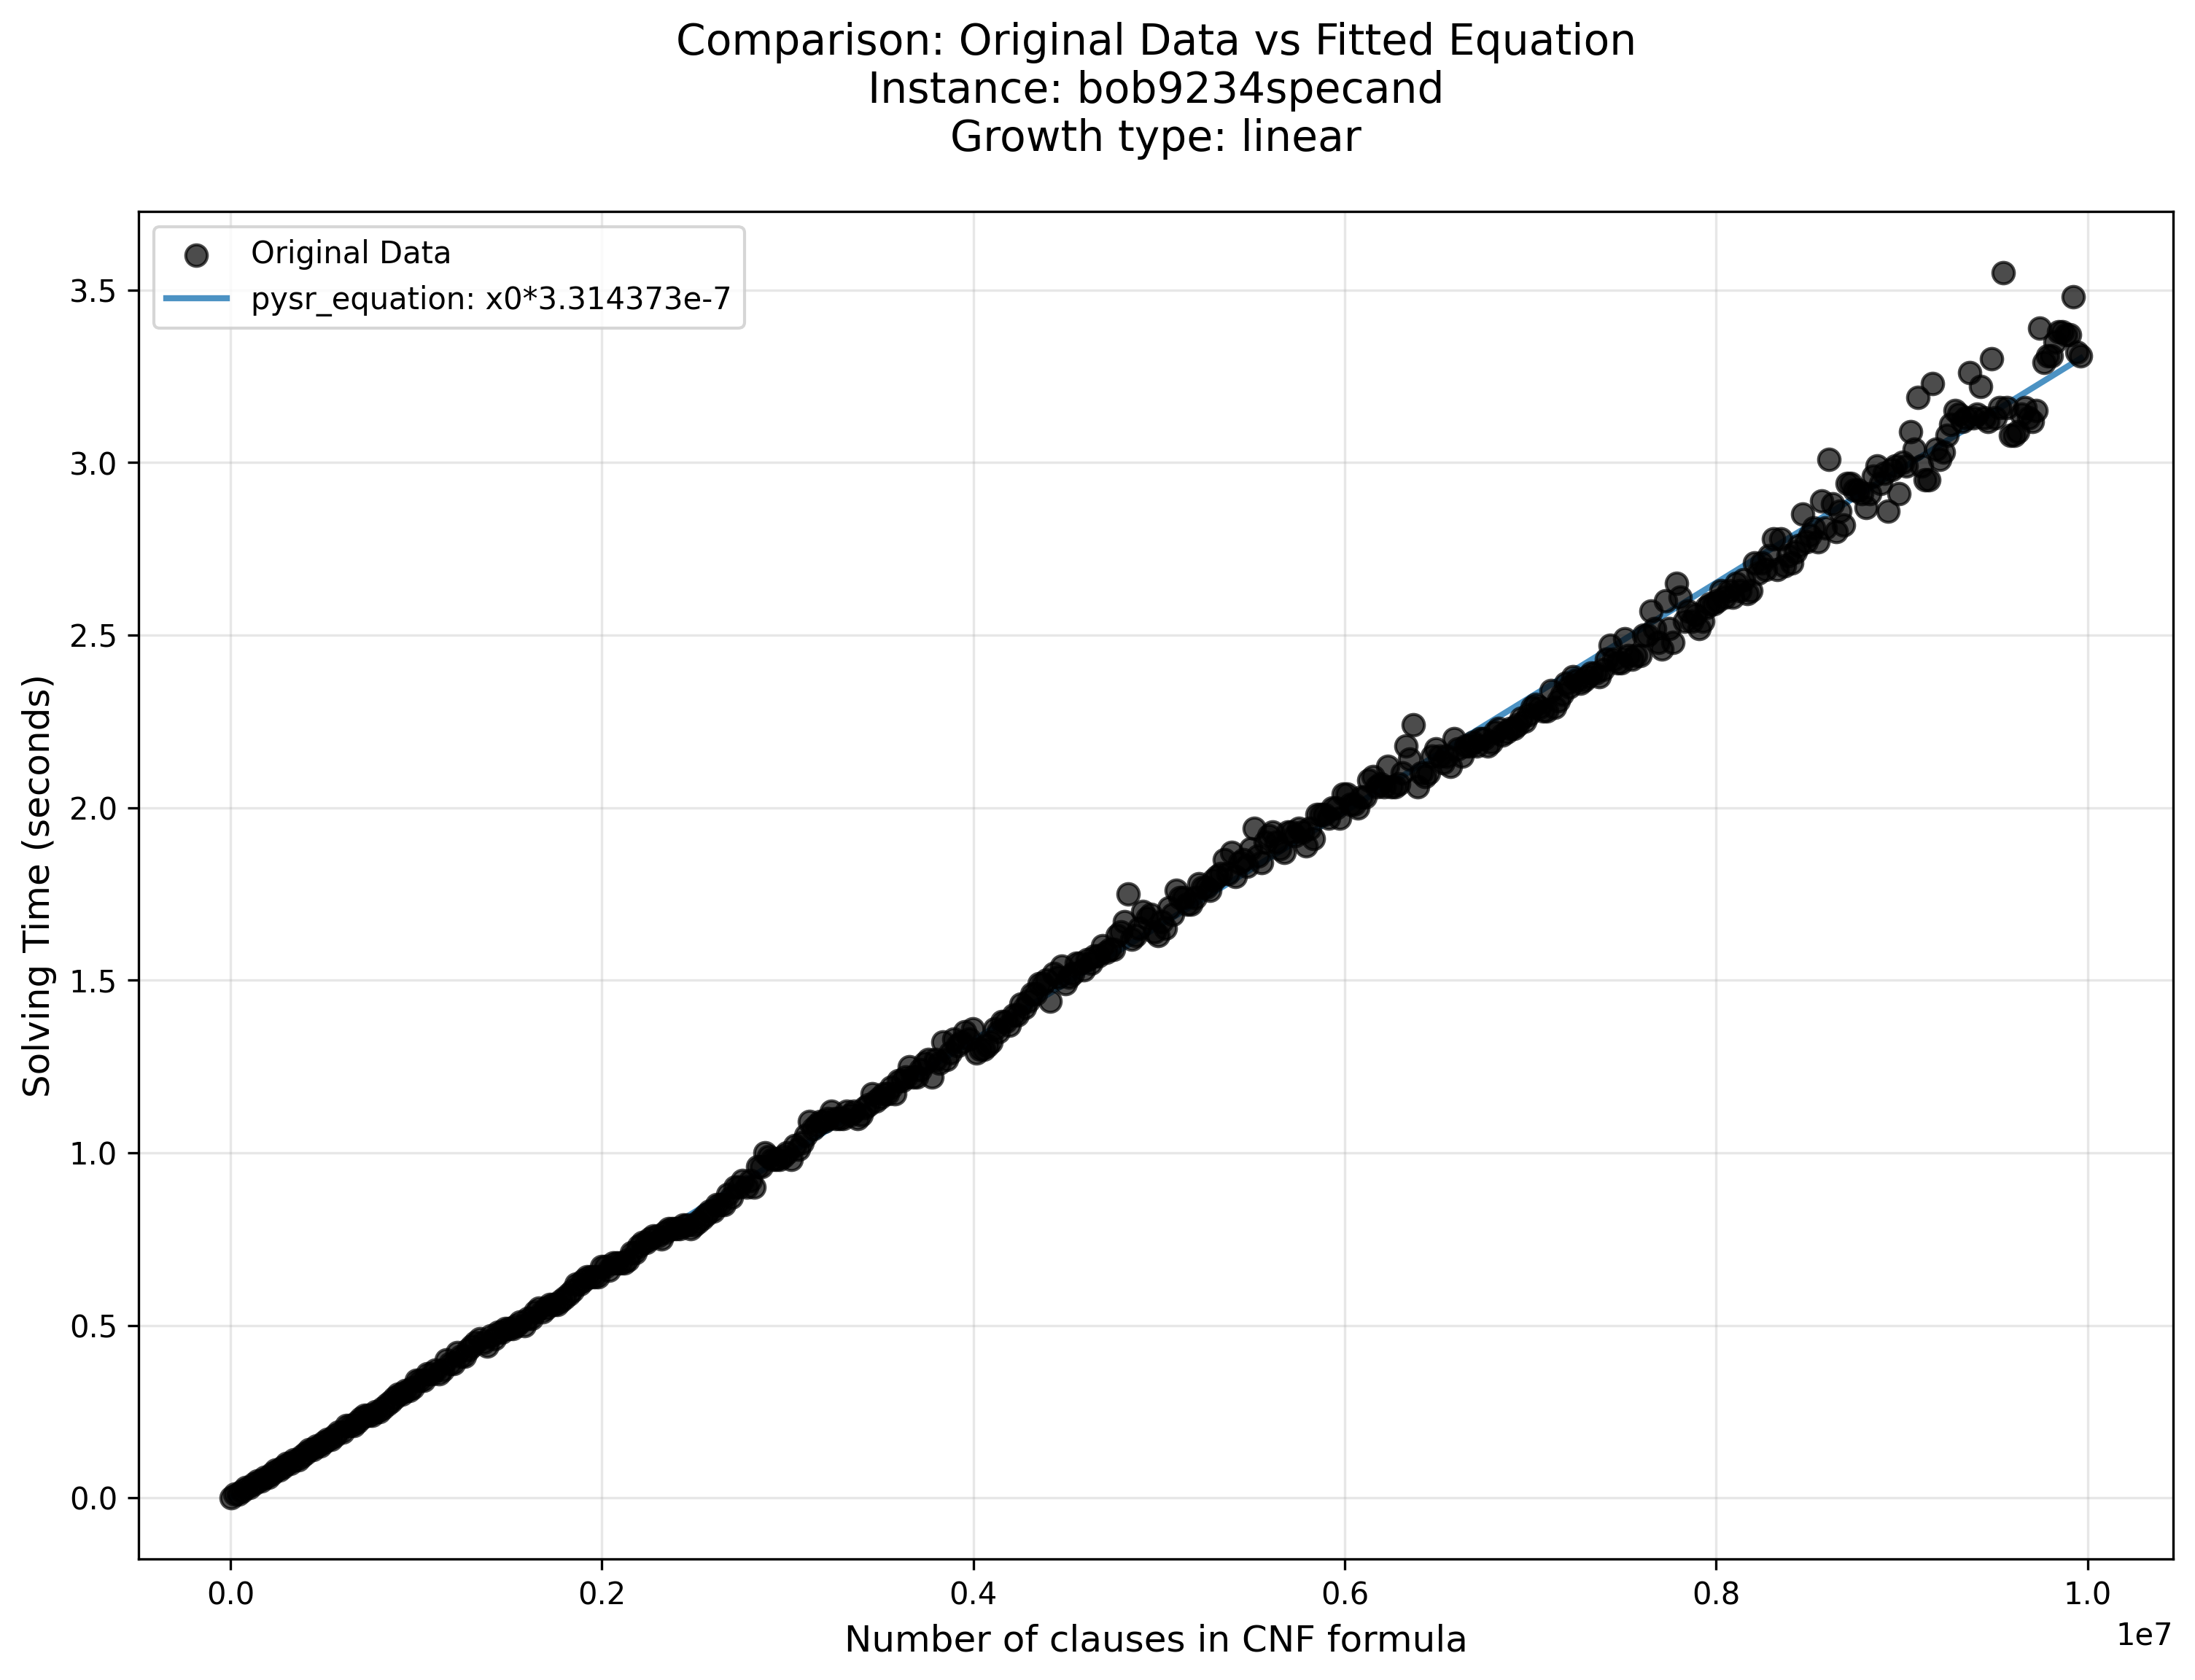 Comparison: Original Data vs Fitted Equation
Instance: bob9234specand
Growth type: linear
Original Data
pysr_equation: x0*3.314373e-7
3.5
3.0
2.5
2.0
1.5
1.0
0.5
0.0
Solving Time (seconds)
0.0 0.2 0.4 0.6 0.8 1.0
1e7
Number of clauses in CNF formula